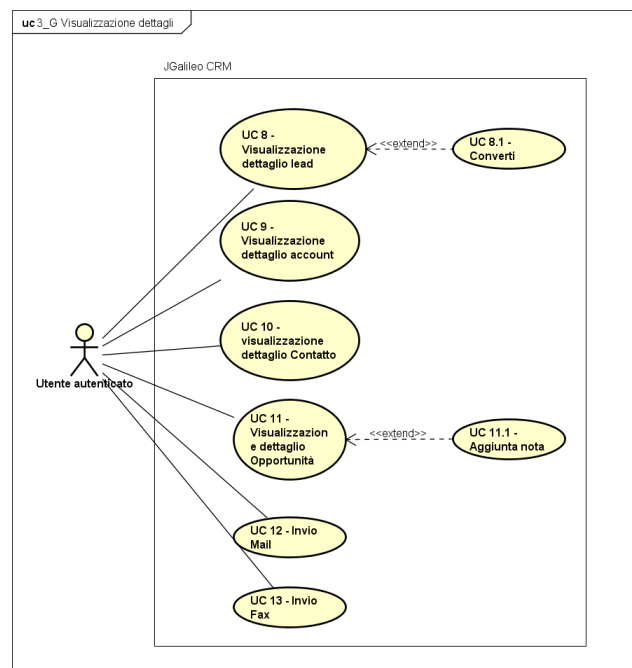 uc 3_G Visualizzazione dettagli
JGalileo CRM
UC 8 -
Visualizzazione
dettaglio lead
<<extend>>
UC 8.1 -
Converti
UC 9 -
Visualizzazione
dettaglio account
UC 10 -
visualizzazione
dettaglio Contatto
Utente autenticato
UC 11 -
Visualizzazion
e dettaglio
Opportunità
<<extend>>
UC 11.1 -
Aggiunta nota
UC 12 - Invio
Mail
UC 13 - Invio
Fax